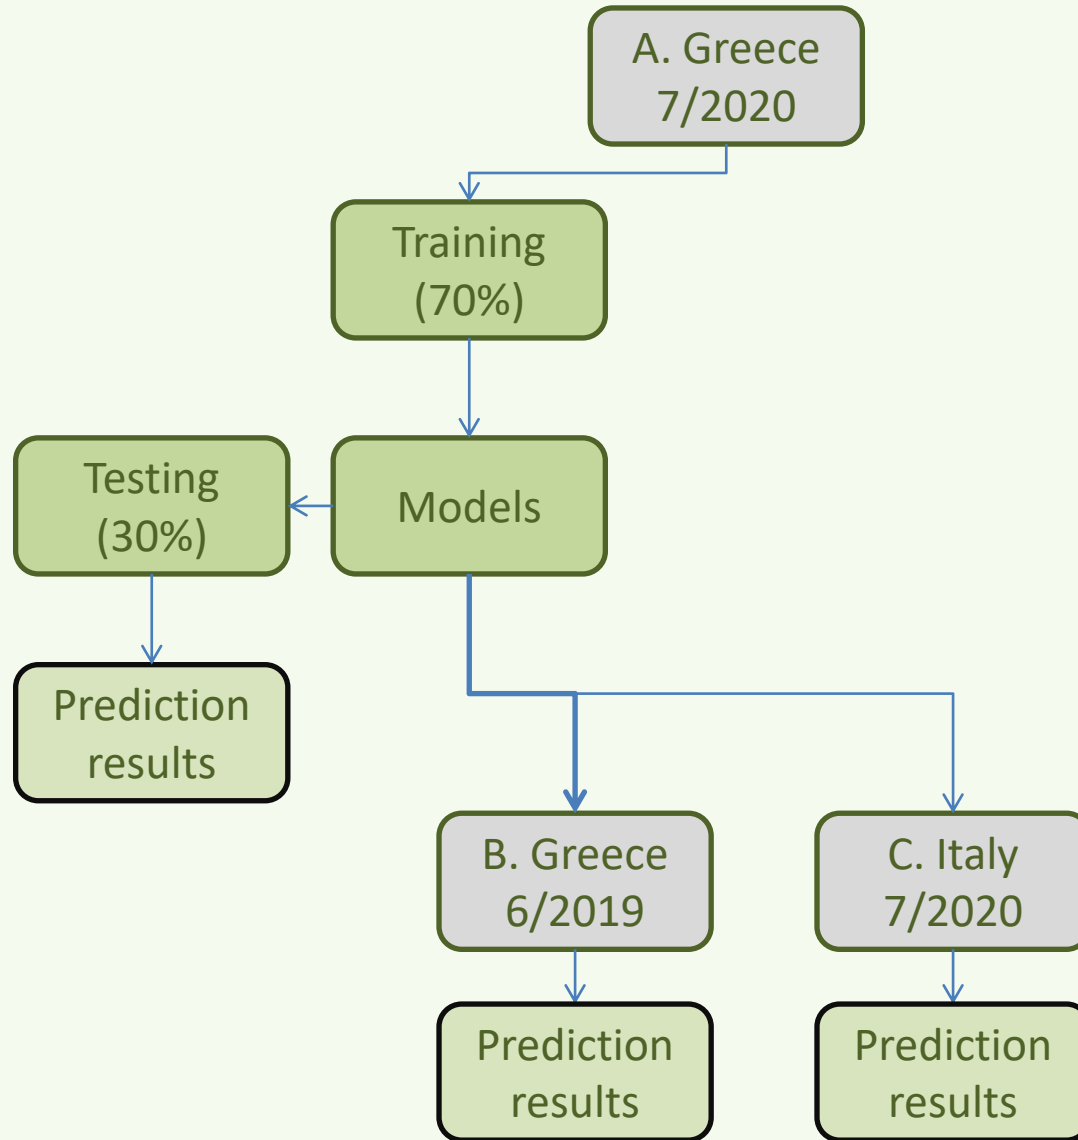 A. Greece
7/2020
Training
(70%)
Testing
(30%)
Models
Prediction
results
B. Greece
6/2019
C. Italy
7/2020
Prediction
results
Prediction
results